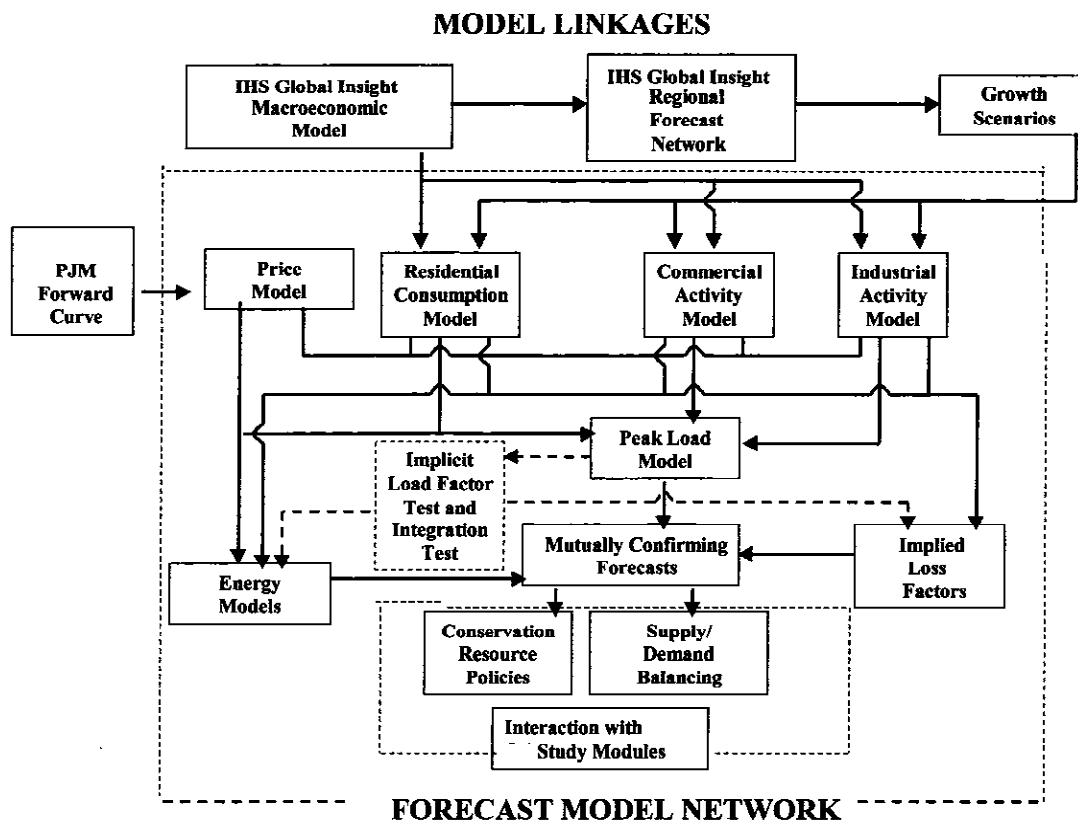 MODEL LINKAGES
IHS Global Insight
Macroeconomic
Model
IHS Global Insight
Regional
Forecast
Network
Growth
Scenarios
PJM
Forward
Curve
Price
Model
Residential
Consumption
Model
Commercial
Activity
Model
Industrial
Activity
Model
Peak Load
Model
Implicit
Load Factor
Test and
Integration
Test
Mutually Confirming
Forecasts
Implied
Loss
Factors
Energy
Models
Conservation
Resource
Policies
Supply/
Demand
Balancing
Interaction with
Study Modules
FORECAST MODEL NETWORK